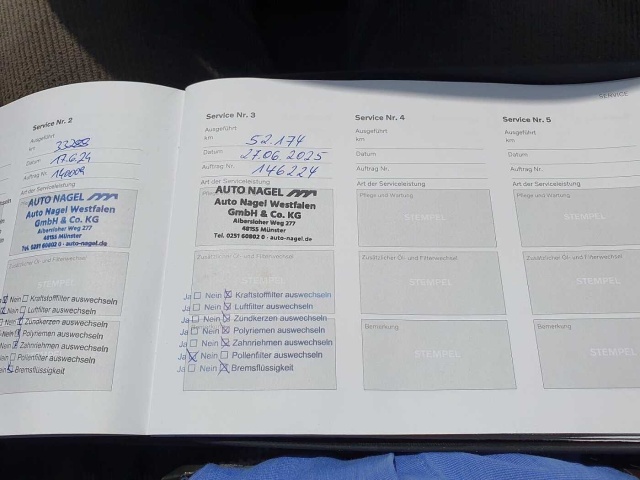 SERVICE
Service Nr. 2
Ausgeführt
km 33288
Datum 17.6.24
Auftrag Nr. 140009
Art der Serviceleistung
AUTO NAGEL
Auto Nagel Westfalen
GmbH & Co. KG
Albersloher Weg 277
48155 Münster
Tel. 0251 60802 0 · auto-nagel.de
Zusätzlicher Öl- und Filterwechsel
Nein Kraftstofffilter auswechseln
Nein Luftfilter auswechseln
Nein Zündkerzen auswechseln
Nein Polyriemen auswechseln
Nein Zahnriemen auswechseln
Nein Pollenfilter auswechseln
Bremsflüssigkeit
Service Nr. 3
Ausgeführt
km 52.174
Datum 27.06.2025
Auftrag Nr. 146224
Art der Serviceleistung
AUTO NAGEL
Auto Nagel Westfalen
GmbH & Co. KG
Albersloher Weg 277
48155 Münster
Tel. 0251 60802 0 · auto-nagel.de
Zusätzlicher Öl- und Filterwechsel
Ja Nein Kraftstofffilter auswechseln
Ja Nein Luftfilter auswechseln
Ja Nein Zündkerzen auswechseln
Ja Nein Polyriemen auswechseln
Ja Nein Zahnriemen auswechseln
Ja Nein Pollenfilter auswechseln
Ja Nein Bremsflüssigkeit
Service Nr. 4
Ausgeführt
km
Datum
Auftrag Nr.
Art der Serviceleistung
Pflege und Wartung
STEMPEL
Zusätzlicher Öl- und Filterwechsel
STEMPEL
Bemerkung
STEMPEL
Service Nr. 5
Ausgeführt
km
Datum
Auftrag Nr.
Art der Serviceleistung
Pflege und Wartung
STEMPEL
Zusätzlicher Öl- und Filterwechsel
STEMPEL
Bemerkung
STEMPEL